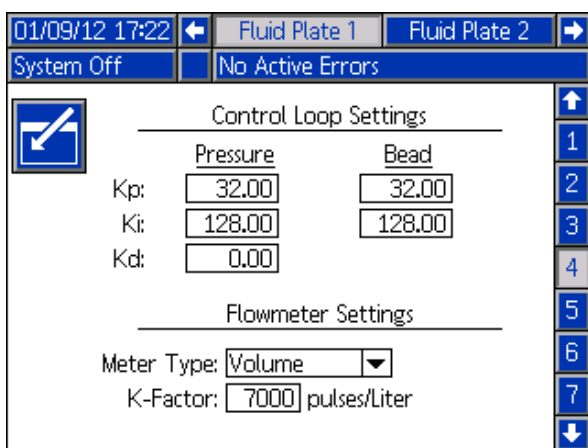 01/09/12 17:22 Fluid Plate 1 Fluid Plate 2
System Off No Active Errors
Control Loop Settings
Pressure Bead
Kp: 32.00 32.00
Ki: 128.00 128.00
Kd: 0.00
Flowmeter Settings
Meter Type: Volume
K-Factor: 7000 pulses/Liter
1
2
3
4
5
6
7